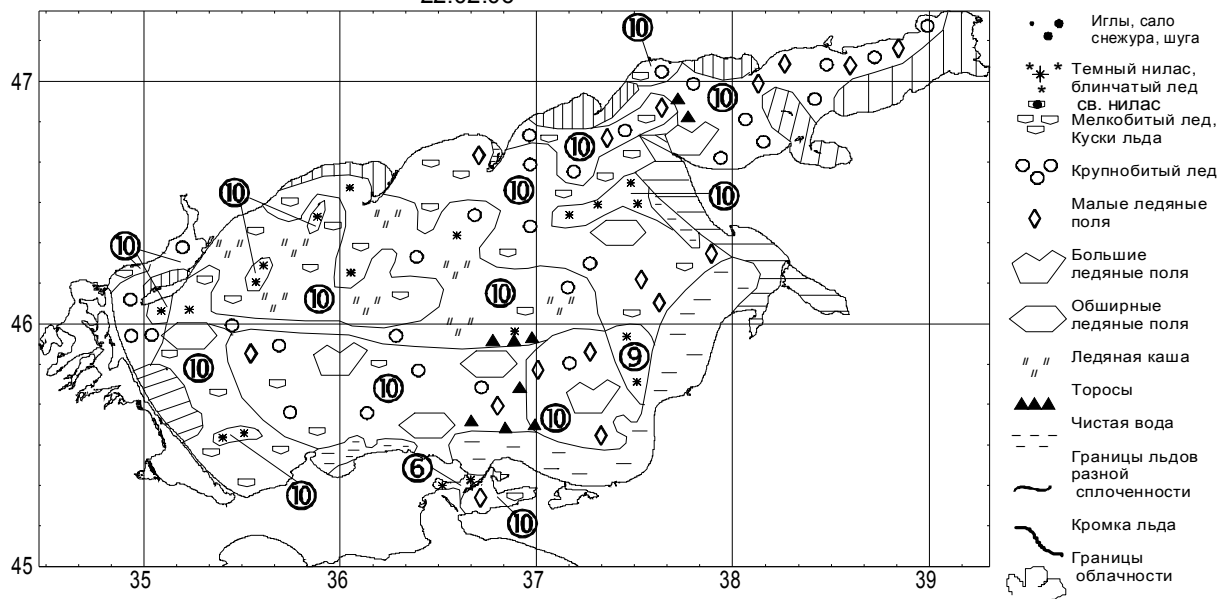 Иглы, сало
снежура, шуга
Темный нилас,
блинчатый лед
св. нилас
Мелкобитый лед,
Куски льда
Крупнобитый лед
Малые ледяные
поля
Большие
ледяные поля
Обширные
ледяные поля
Ледяная каша
Торосы
Чистая вода
Границы льдов
разной
сплоченности
Кромка льда
Границы
облачности
47
46
45
35
36
37
38
39
10
10
10
10
10
10
10
10
10
10
10
9
10
10
10
6
10
10